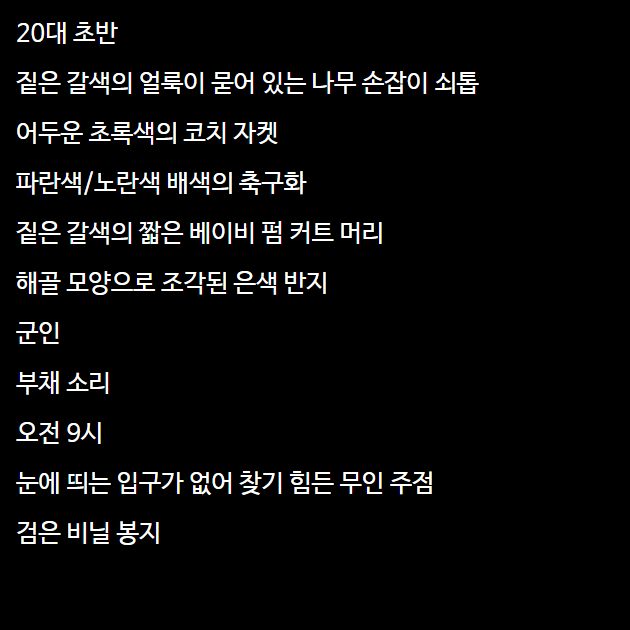 20대 초반
짙은 갈색의 얼룩이 묻어 있는 나무 손잡이 쇠톱
어두운 초록색의 코치 자켓
파란색/노란색 배색의 축구화
짙은 갈색의 짧은 베이비 펌 커트 머리
해골 모양으로 조각된 은색 반지
군인
부채 소리
오전 9시
눈에 띄는 입구가 없어 찾기 힘든 무인 주점
검은 비닐 봉지